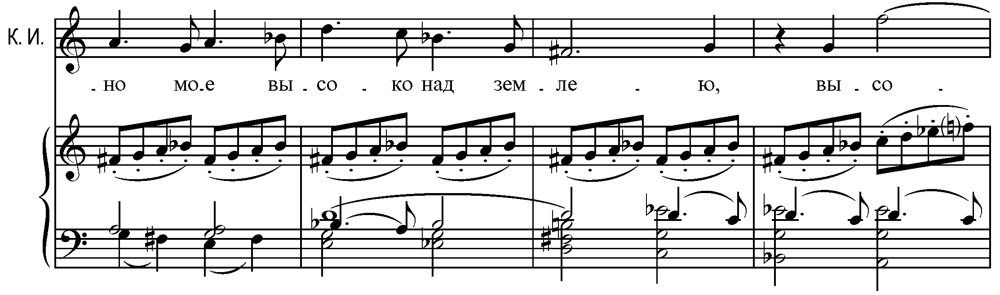 К. И.
- но мо-е вы - со - ко над зем - ле - ю, вы - со -